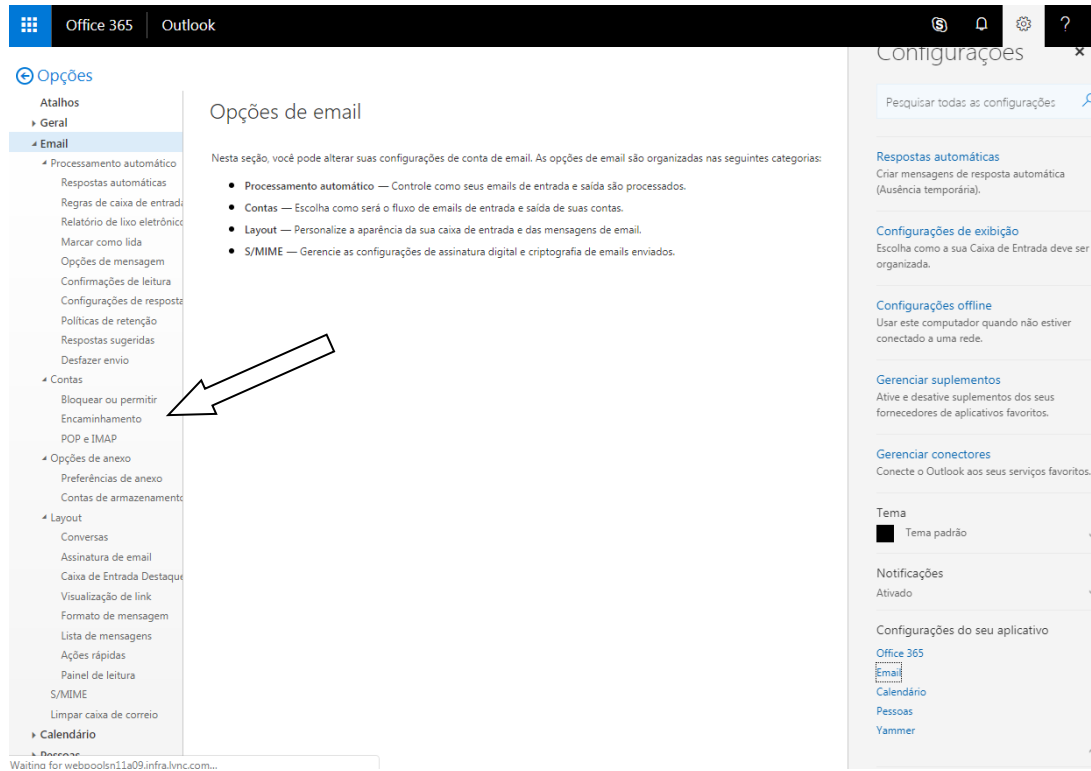 Office 365 Outlook ?
Opções
Atalhos
Geral
Email
Processamento automático
Respostas automáticas
Regras de caixa de entrada
Relatório de lixo eletrônico
Marcar como lida
Opções de mensagem
Confirmações de leitura
Configurações de resposta
Políticas de retenção
Respostas sugeridas
Desfazer envio
Contas
Bloquear ou permitir
Encaminhamento
POP e IMAP
Opções de anexo
Preferências de anexo
Contas de armazenamento
Layout
Conversas
Assinatura de email
Caixa de Entrada Destaque
Visualização de link
Formato de mensagem
Lista de mensagens
Ações rápidas
Painel de leitura
S/MIME
Limpar caixa de correio
Calendário
Pessoas
Waiting for webpoolsn11a09.infra.lync.com...
Opções de email
Nesta seção, você pode alterar suas configurações de conta de email. As opções de email são organizadas nas seguintes categorias:
Processamento automático — Controle como seus emails de entrada e saída são processados.
Contas — Escolha como será o fluxo de emails de entrada e saída de suas contas.
Layout — Personalize a aparência da sua caixa de entrada e das mensagens de email.
S/MIME — Gerencie as configurações de assinatura digital e criptografia de emails enviados.
Configurações
Pesquisar todas as configurações
Respostas automáticas
Criar mensagens de resposta automática
(Ausência temporária).
Configurações de exibição
Escolha como a sua Caixa de Entrada deve ser
organizada.
Configurações offline
Usar este computador quando não estiver
conectado a uma rede.
Gerenciar suplementos
Ative e desative suplementos dos seus
fornecedores de aplicativos favoritos.
Gerenciar conectores
Conecte o Outlook aos seus serviços favoritos.
Tema
Tema padrão
Notificações
Ativado
Configurações do seu aplicativo
Office 365
Email
Calendário
Pessoas
Yammer